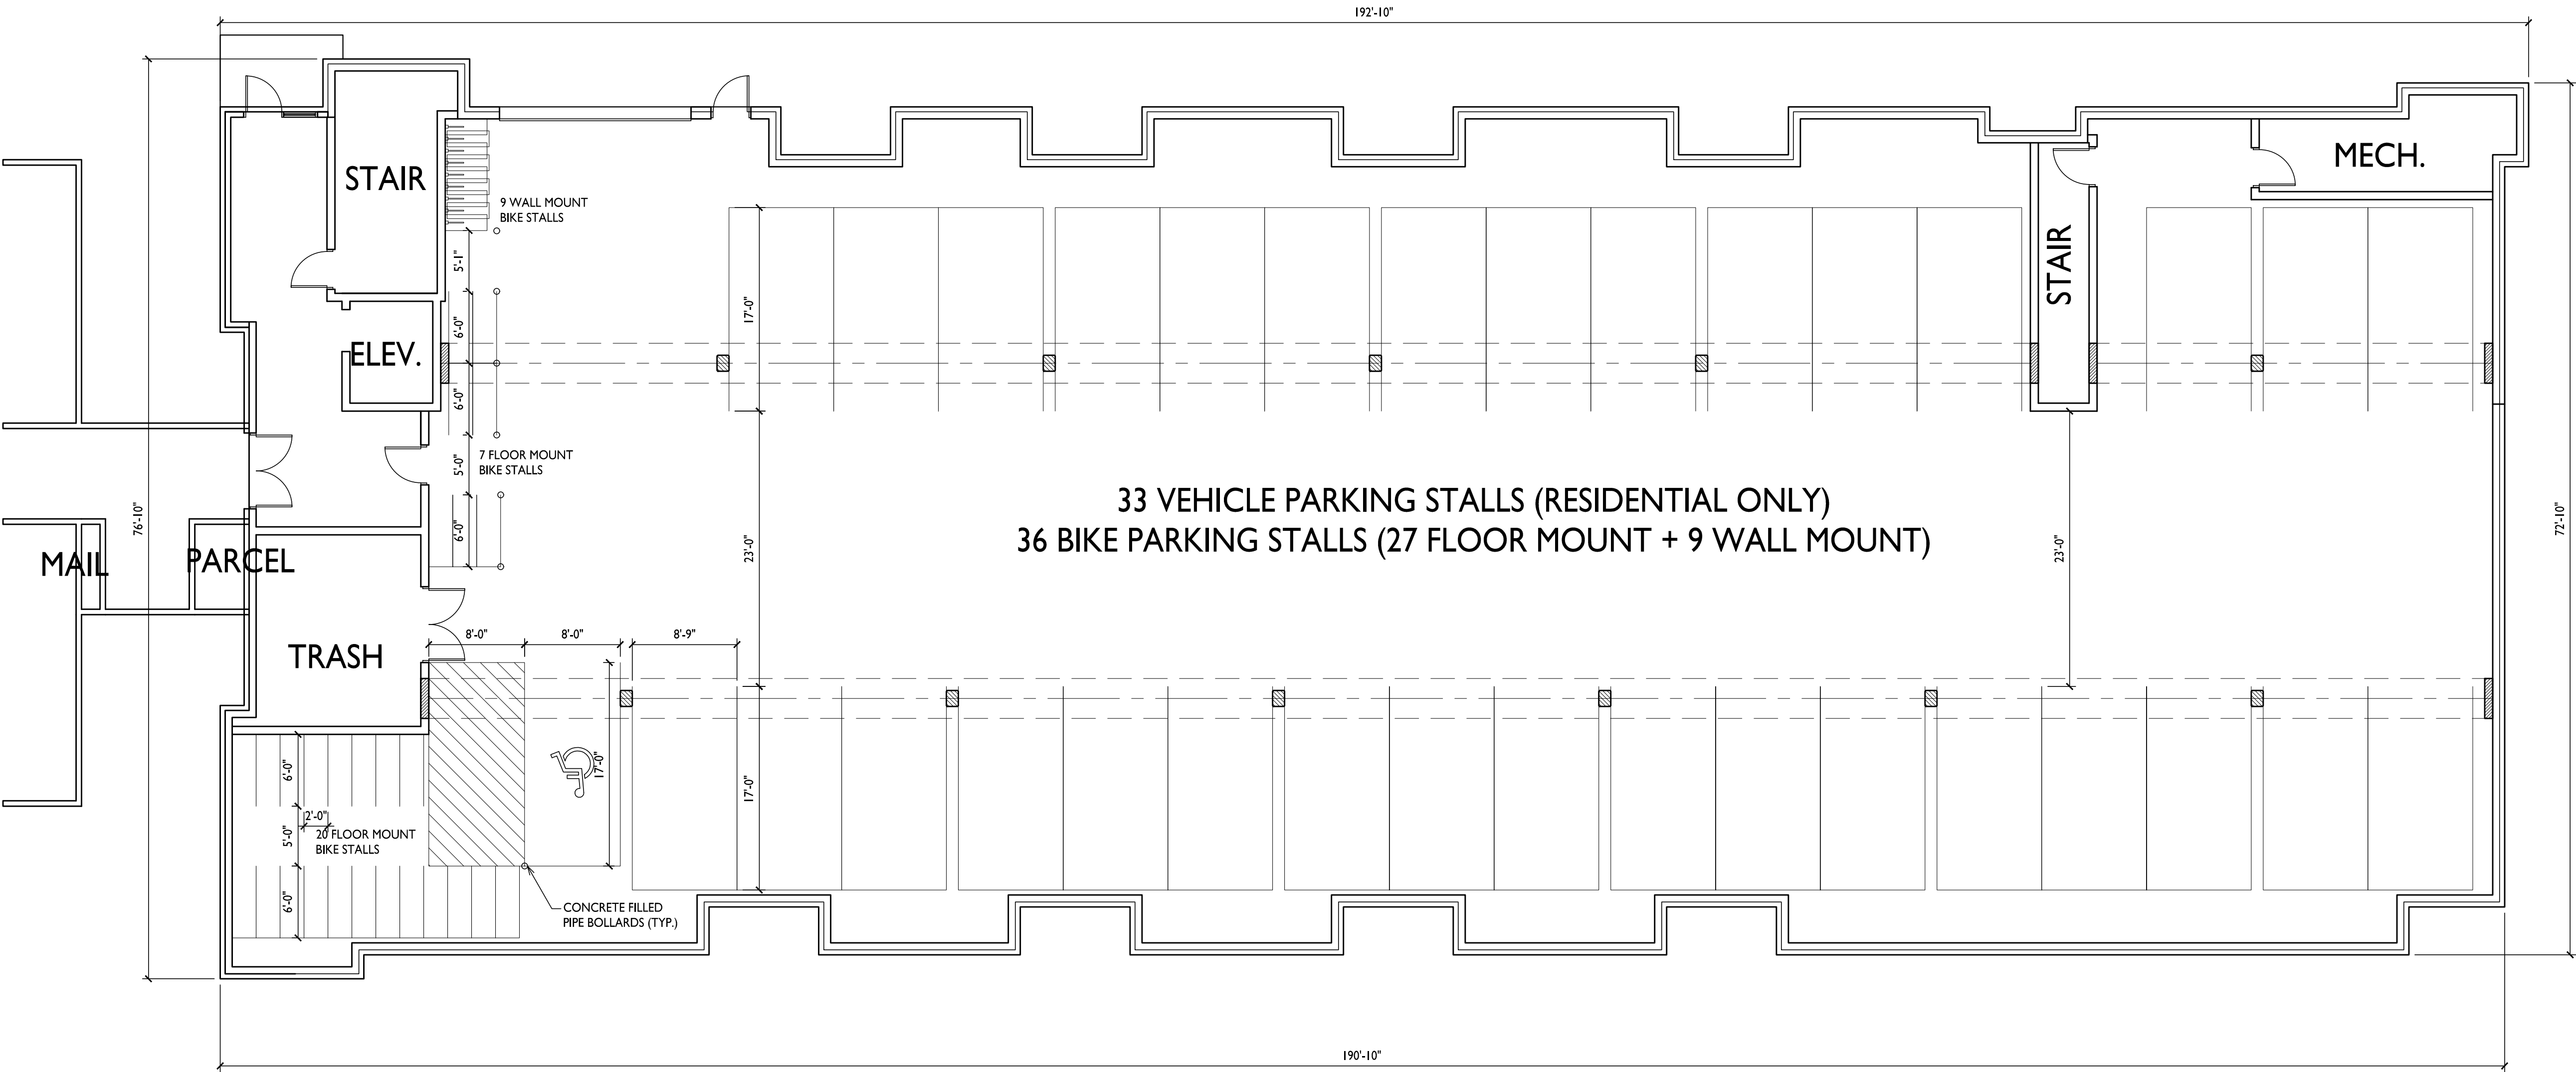 192'-10"
STAIR
MECH.
9 WALL MOUNT
BIKE STALLS
5'-1"
17'-0"
STAIR
6'-0"
ELEV.
6'-0"
7 FLOOR MOUNT
BIKE STALLS
5'-0"
33 VEHICLE PARKING STALLS (RESIDENTIAL ONLY)
36 BIKE PARKING STALLS (27 FLOOR MOUNT + 9 WALL MOUNT)
76'-10"
6'-0"
23'-0"
23'-0"
72'-10"
MAIL
PARCEL
TRASH
8'-0"
8'-0"
8'-9"
6'-0"
17'-0"
17'-0"
2'-0"
5'-0"
20 FLOOR MOUNT
BIKE STALLS
6'-0"
CONCRETE FILLED
PIPE BOLLARDS (TYP.)
190'-10"